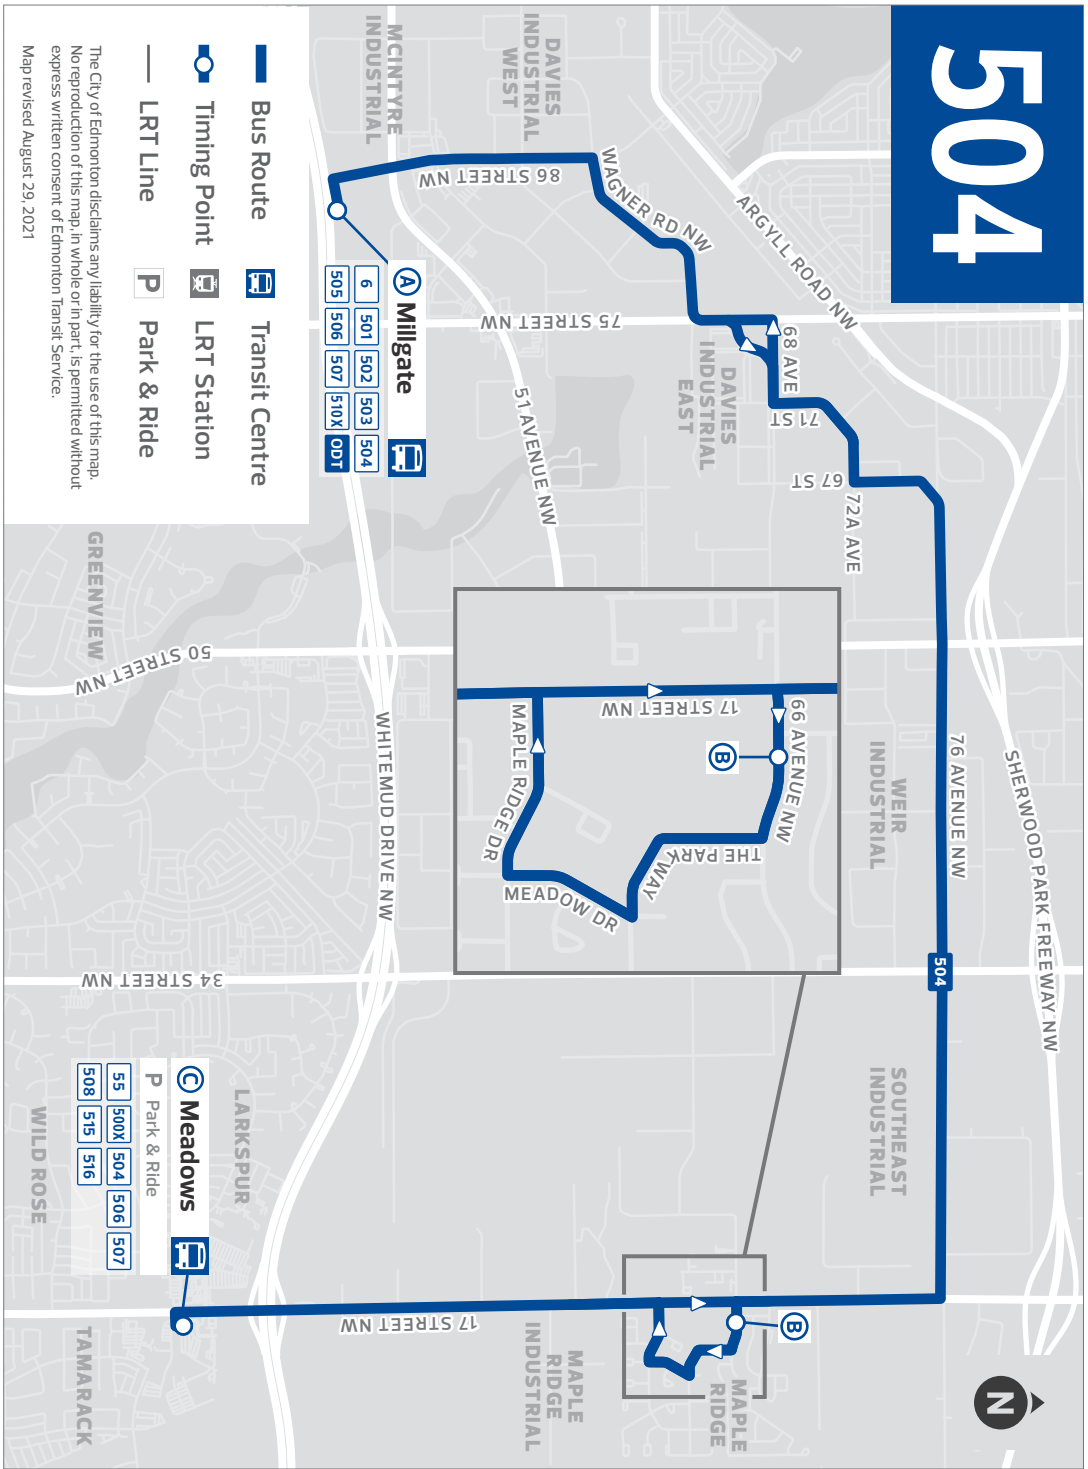 504
ARGYLL ROAD NW
SHERWOOD PARK FREEWAY NW
DAVIES
INDUSTRIAL
WEST
MCINTYRE
INDUSTRIAL
86 STREET NW
WAGNER RD NW
75 STREET NW
68 AVE
71 ST
67 ST
72A AVE
DAVIES
INDUSTRIAL
EAST
51 AVENUE NW
A Millgate
6 501 502 503 504
505 506 507 510X ODT
76 AVENUE NW
504
WEIR
INDUSTRIAL
SOUTHEAST
INDUSTRIAL
17 STREET NW
66 AVENUE NW
B
THE PARK WAY
MEADOW DR
MAPLE RIDGE DR
50 STREET NW
WHITEMUD DRIVE NW
34 STREET NW
GREENVIEW
B
MAPLE
RIDGE
MAPLE
RIDGE
INDUSTRIAL
17 STREET NW
LARKSPUR
C Meadows
P Park & Ride
55 500X 504 506 507
508 515 516
WILD ROSE
TAMARACK
N
Bus Route
Transit Centre
Timing Point
LRT Station
LRT Line
P Park & Ride
The City of Edmonton disclaims any liability for the use of this map.
No reproduction of this map, in whole or in part, is permitted without
express written consent of Edmonton Transit Service.
Map revised August 29, 2021